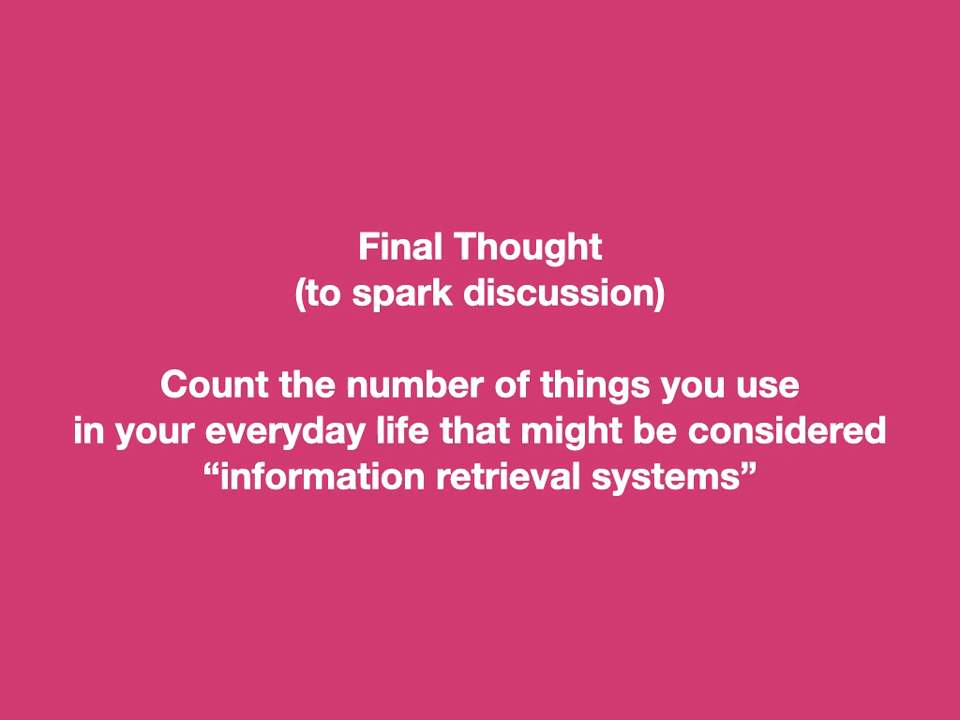 Final Thought
(to spark discussion)
Count the number of things you use
in your everyday life that might be considered
“information retrieval systems”